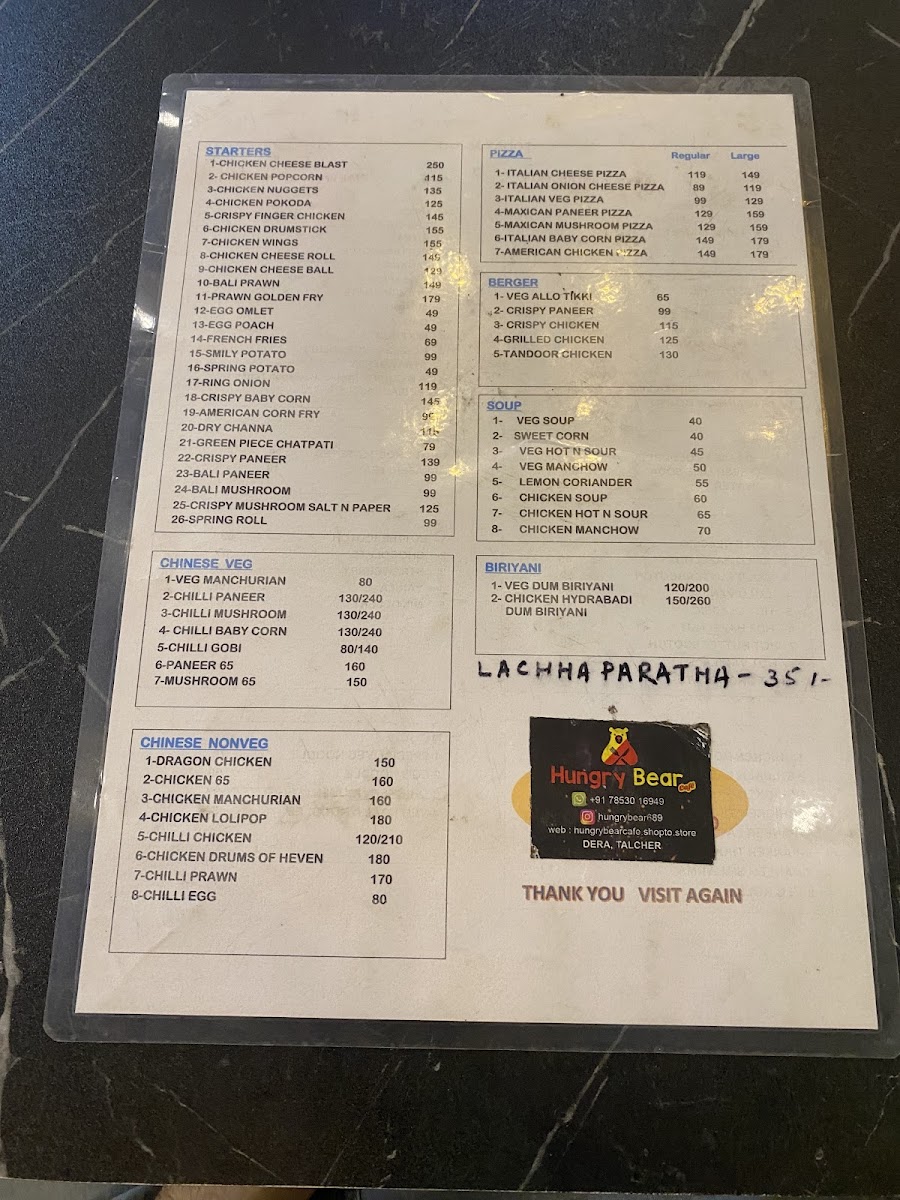 STARTERS
1-CHICKEN CHEESE BLAST 250
2- CHICKEN POPCORN 115
3-CHICKEN NUGGETS 135
4-CHICKEN POKODA 125
5-CRISPY FINGER CHICKEN 145
6-CHICKEN DRUMSTICK 155
7-CHICKEN WINGS 155
8-CHICKEN CHEESE ROLL 149
9-CHICKEN CHEESE BALL 129
10-BALI PRAWN 149
11-PRAWN GOLDEN FRY 179
12-EGG OMLET 49
13-EGG POACH 49
14-FRENCH FRIES 69
15-SMILY POTATO 99
16-SPRING POTATO 49
17-RING ONION 119
18-CRISPY BABY CORN 145
19-AMERICAN CORN FRY 99
20-DRY CHANNA 115
21-GREEN PIECE CHATPATI 79
22-CRISPY PANEER 139
23-BALI PANEER 99
24-BALI MUSHROOM 99
25-CRISPY MUSHROOM SALT N PAPER 125
26-SPRING ROLL 99
CHINESE VEG
1-VEG MANCHURIAN 80
2-CHILLI PANEER 130/240
3-CHILLI MUSHROOM 130/240
4- CHILLI BABY CORN 130/240
5-CHILLI GOBI 80/140
6-PANEER 65 160
7-MUSHROOM 65 150
CHINESE NONVEG
1-DRAGON CHICKEN 150
2-CHICKEN 65 160
3-CHICKEN MANCHURIAN 160
4-CHICKEN LOLIPOP 180
5-CHILLI CHICKEN 120/210
6-CHICKEN DRUMS OF HEVEN 180
7-CHILLI PRAWN 170
8-CHILLI EGG 80
PIZZA Regular Large
1- ITALIAN CHEESE PIZZA 119 149
2- ITALIAN ONION CHEESE PIZZA 89 119
3-ITALIAN VEG PIZZA 99 129
4-MAXICAN PANEER PIZZA 129 159
5-MAXICAN MUSHROOM PIZZA 129 159
6-ITALIAN BABY CORN PIZZA 149 179
7-AMERICAN CHICKEN PIZZA 149 179
BERGER
1- VEG ALLO TIKKI 65
2- CRISPY PANEER 99
3- CRISPY CHICKEN 115
4-GRILLED CHICKEN 125
5-TANDOOR CHICKEN 130
SOUP
1- VEG SOUP 40
2- SWEET CORN 40
3- VEG HOT N SOUR 45
4- VEG MANCHOW 50
5- LEMON CORIANDER 55
6- CHICKEN SOUP 60
7- CHICKEN HOT N SOUR 65
8- CHICKEN MANCHOW 70
BIRIYANI
1- VEG DUM BIRIYANI 120/200
2- CHICKEN HYDRABADI 150/260
DUM BIRIYANI
LACHHA PARATHA - 35/-
Hungry Bear
Cafe
+91 78530 16949
hungrybear689
web : hungrybearcafe.shopto.store
DERA, TALCHER
THANK YOU VISIT AGAIN